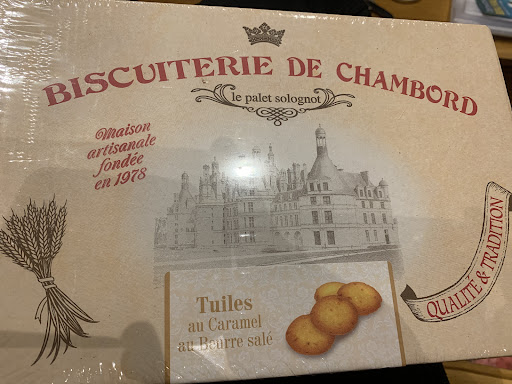 BISCUITERIE DE CHAMBORD
le palet solognot
Maison
artisanale
fondée
en 1978
QUALITÉ & TRADITION
Tuiles
au Caramel
au Beurre salé